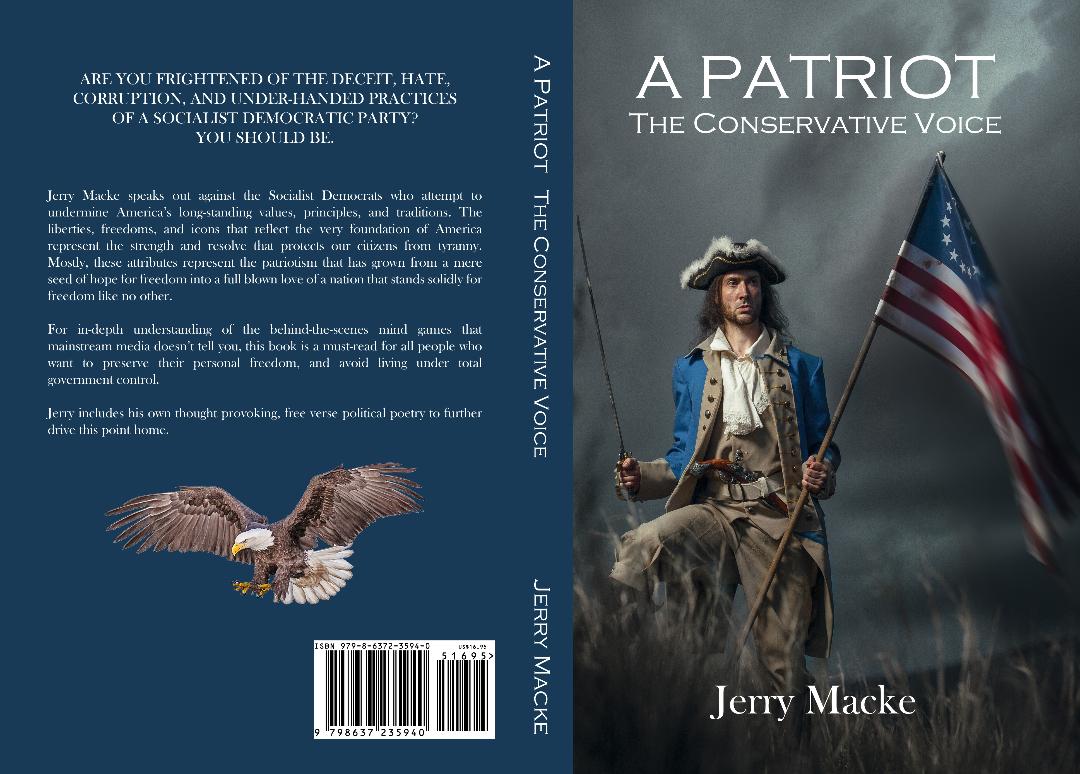 ARE YOU FRIGHTENED OF THE DECEIT, HATE,
CORRUPTION, AND UNDER-HANDED PRACTICES
OF A SOCIALIST DEMOCRATIC PARTY?
YOU SHOULD BE.
Jerry Macke speaks out against the Socialist Democrats who attempt to
undermine America's long-standing values, principles, and traditions. The
liberties, freedoms, and icons that reflect the very foundation of America
represent the strength and resolve that protects our citizens from tyranny.
Mostly, these attributes represent the patriotism that has grown from a mere
seed of hope for freedom into a full blown love of a nation that stands solidly for
freedom like no other.
For in-depth understanding of the behind-the-scenes mind games that
mainstream media doesn't tell you, this book is a must-read for all people who
want to preserve their personal freedom, and avoid living under total
government control.
Jerry includes his own thought provoking, free verse political poetry to further
drive this point home.
ISBN 979-8-6372-3594-0
US$16.95
51695>
9 798637 235940
A PATRIOT THE CONSERVATIVE VOICE JERRY MACKE
A PATRIOT
THE CONSERVATIVE VOICE
Jerry Macke